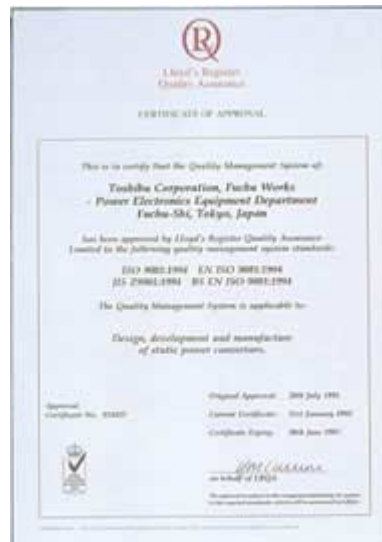 Lloyd's Register
Quality Assurance
CERTIFICATE OF APPROVAL
This is to certify that the Quality Management System of:
Toshiba Corporation, Fuchu Works
- Power Electronics Equipment Department
Fuchu-Shi, Tokyo, Japan
has been approved by Lloyd's Register Quality Assurance
Limited to the following quality management system standards:
ISO 9001:1994 EN ISO 9001:1994
JIS Z9901:1994 BS EN ISO 9001:1994
The Quality Management System is applicable to:
Design, development and manufacture
of static power convertors.
Original Approval:
Approval
Certificate No.
Current Certificate:
Certificate Expiry:
on behalf of LRQA